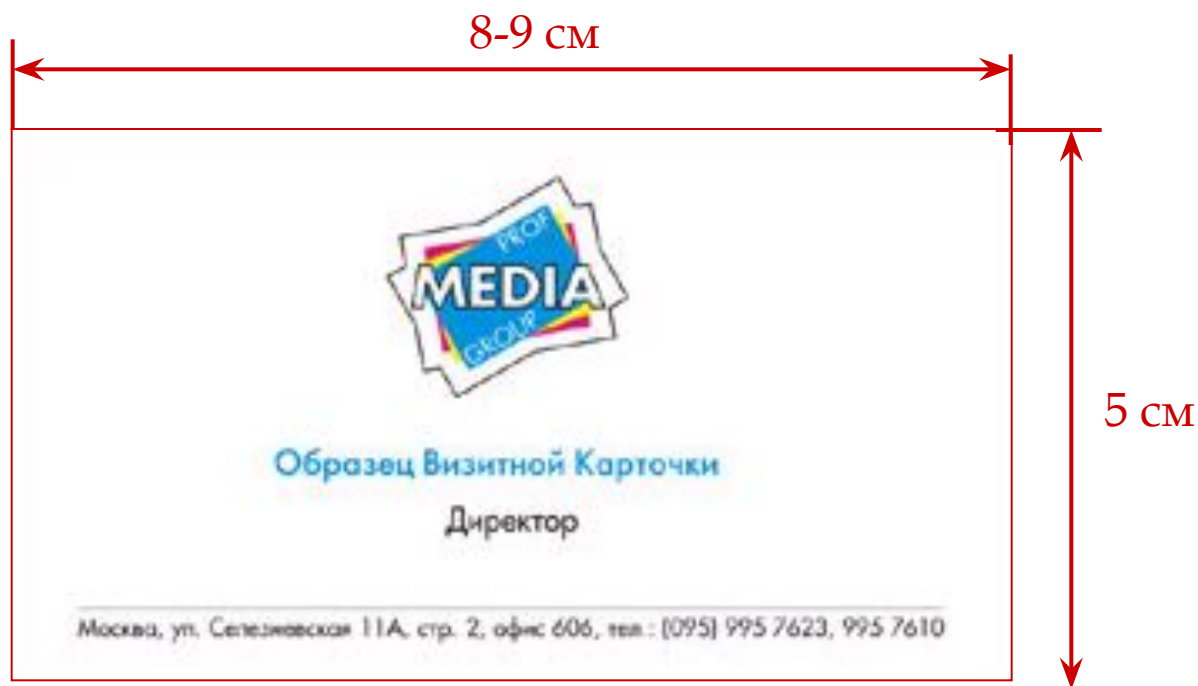 8-9 см
PROF
MEDIA
GROUP
5 см
Образец Визитной Карточки
Директор
Москва, ул. Селезневская 11А, стр. 2, офис 606, тел.: (095) 995 7623, 995 7610